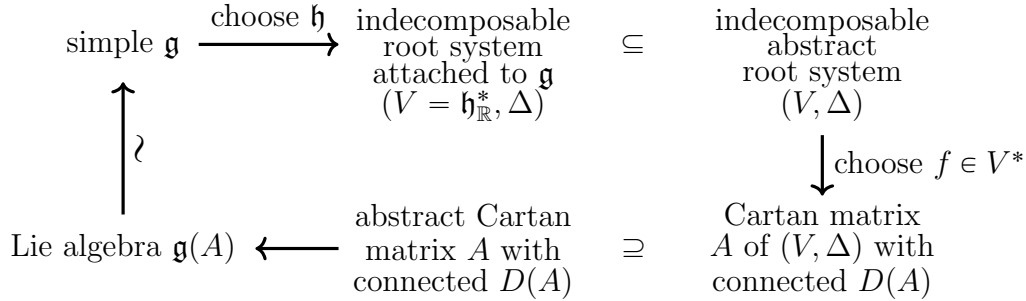 simple 𝔤
choose 𝔥
indecomposable
root system
attached to 𝔤
(V = 𝔥*_ℝ, Δ)
⊆
indecomposable
abstract
root system
(V, Δ)
choose f ∈ V*
≀
Lie algebra 𝔤(A)
abstract Cartan
matrix A with
connected D(A)
⊇
Cartan matrix
A of (V, Δ) with
connected D(A)